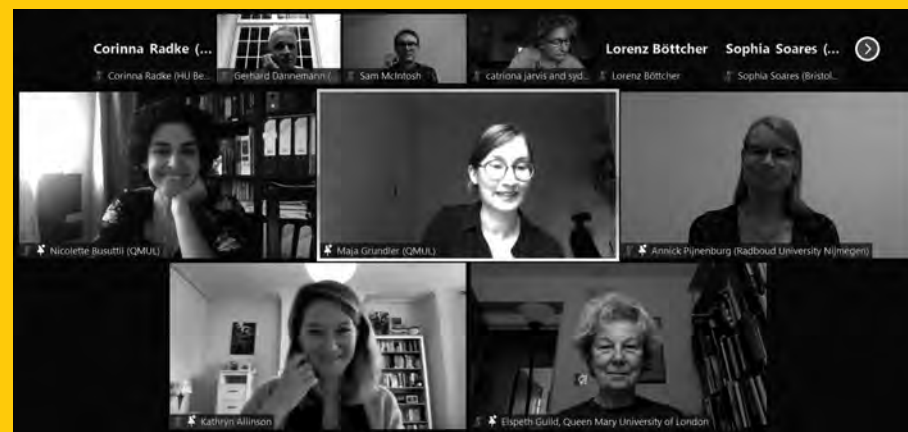 Corinna Radke (...
Lorenz Böttcher
Sophia Soares (...
Corinna Radke (HU Be...
Gerhard Dannemann (
Sam McIntosh
catriona jarvis and syd...
Lorenz Böttcher
Sophia Soares (Bristol...
Nicolette Busuttil (QMUL)
Maja Grundler (QMUL)
Annick Pijnenburg (Radboud University Nijmegen)
Kathryn Allinson
Elspeth Guild, Queen Mary University of London